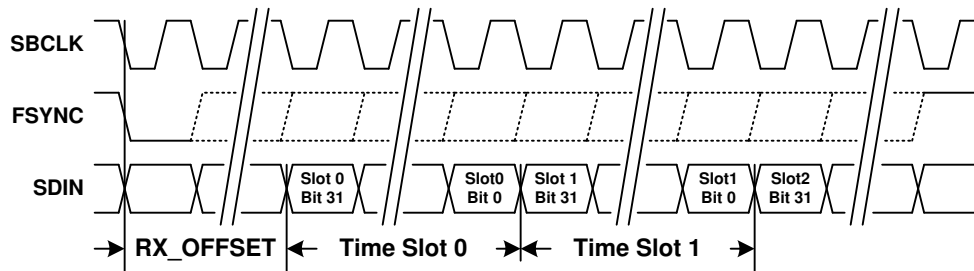 SBCLK
FSYNC
SDIN
Slot 0
Bit 31
Slot0
Bit 0
Slot 1
Bit 31
Slot1
Bit 0
Slot2
Bit 31
RX_OFFSET
Time Slot 0
Time Slot 1